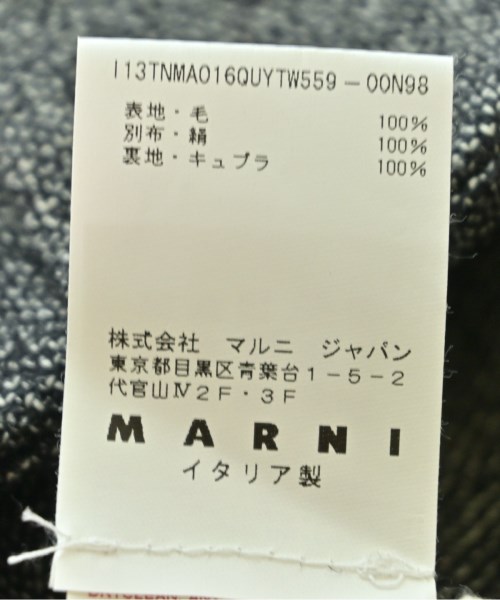 I13TNMA016QUYTW559-00N98
表地・毛 100%
別布・絹 100%
裏地・キュプラ 100%
株式会社 マルニ ジャパン
東京都目黒区青葉台1-5-2
代官山Ⅳ2F・3F
MARNI
イタリア製